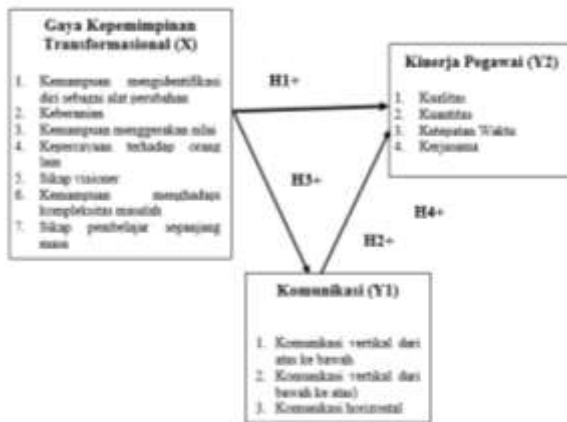 Gaya Kepemimpinan
Transformasional (X)
1. Kemampuan mengidentifikasi
diri sebagai alat perubahan
2. Keberanian
3. Kemampuan menggerakan nilai
4. Kepercayaan terhadap orang
lain
5. Sikap visioner
6. Kemampuan menghadapi
kompleksitas masalah
7. Sikap pembelajar sepanjang
masa
H1+
Kinerja Pegawai (Y2)
1. Kualitas
2. Kuantitas
3. Ketepatan Waktu
4. Kerjasama
H3+
H4+
H2+
Komunikasi (Y1)
1. Komunikasi vertikal dari
atas ke bawah
2. Komunikasi vertikal dari
bawah ke atas)
3. Komunikasi horizontal